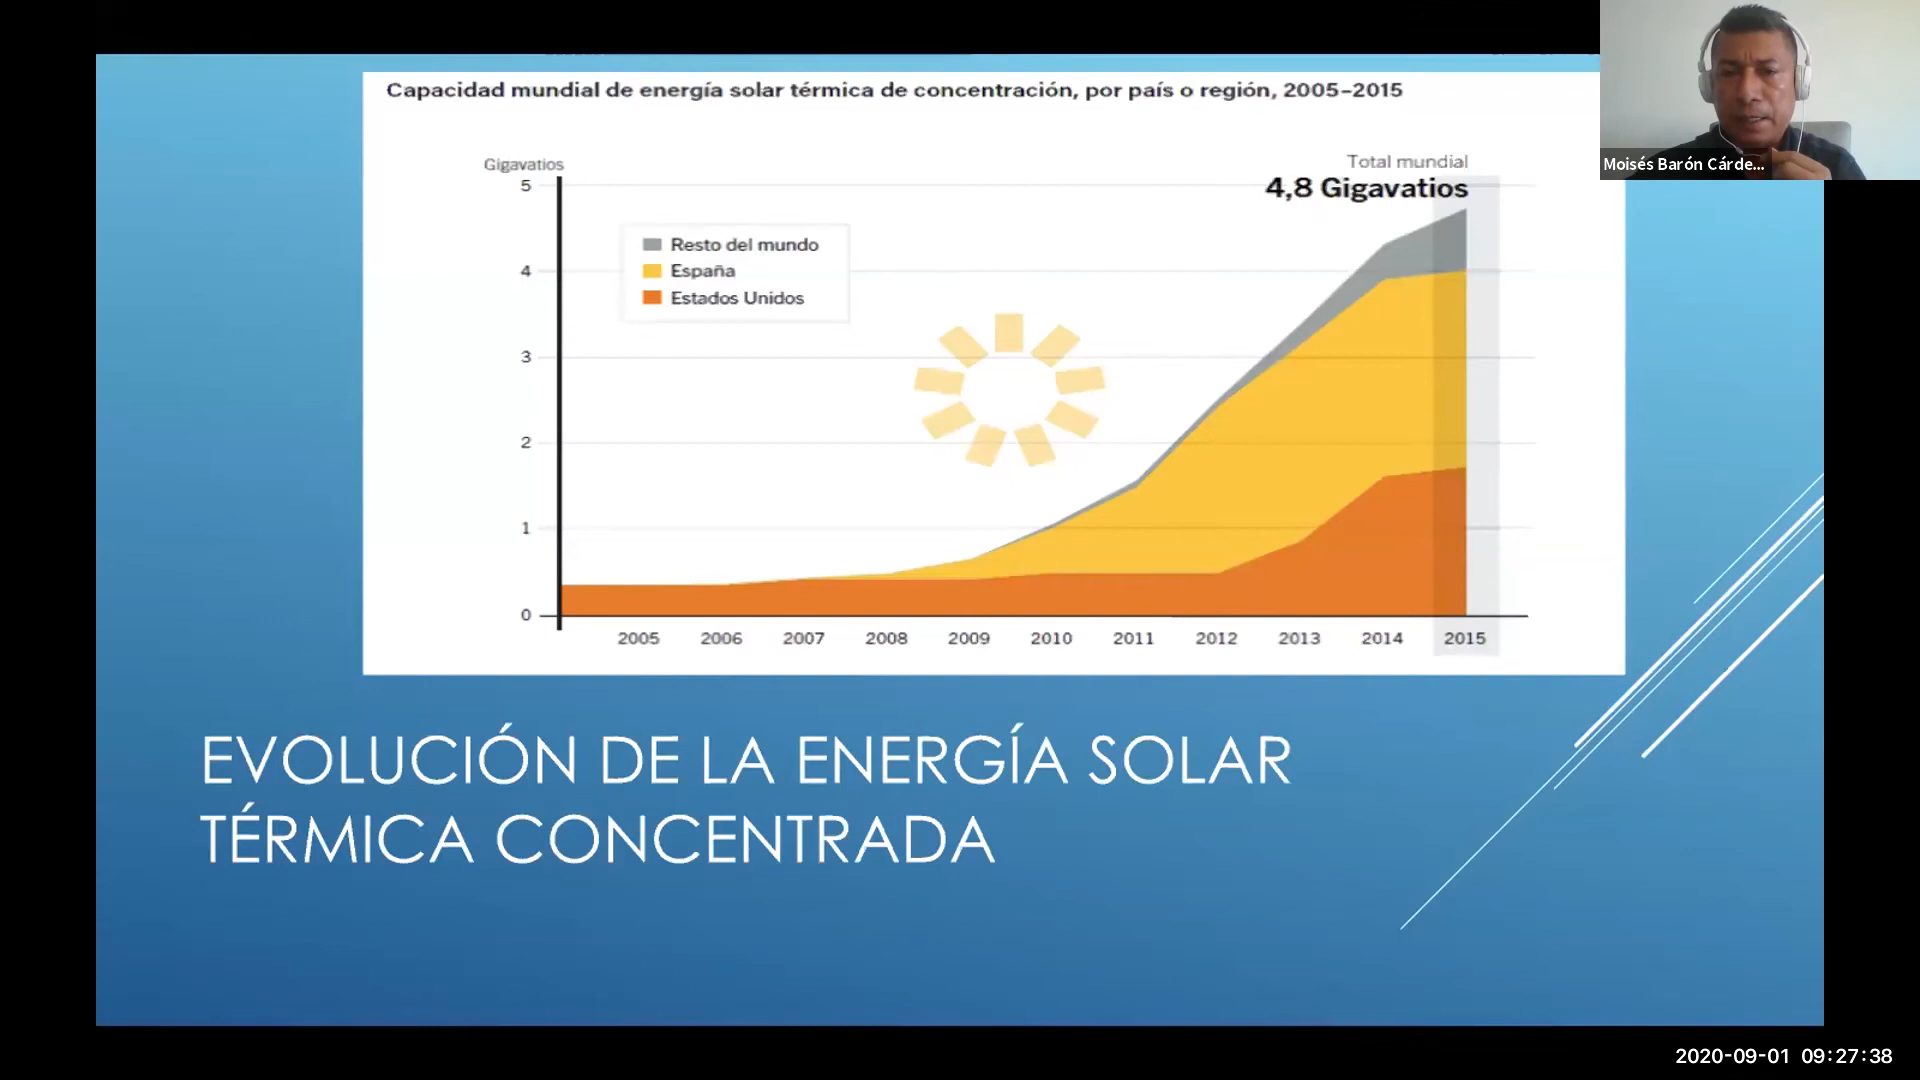 Capacidad mundial de energía solar térmica de concentración, por país o región, 2005–2015
Moisés Barón Cárde...
Gigavatios
Total mundial
4,8 Gigavatios
5
4
3
2
1
0
Resto del mundo
España
Estados Unidos
2005 2006 2007 2008 2009 2010 2011 2012 2013 2014 2015
EVOLUCIÓN DE LA ENERGÍA SOLAR
TÉRMICA CONCENTRADA
2020-09-01 09:27:38